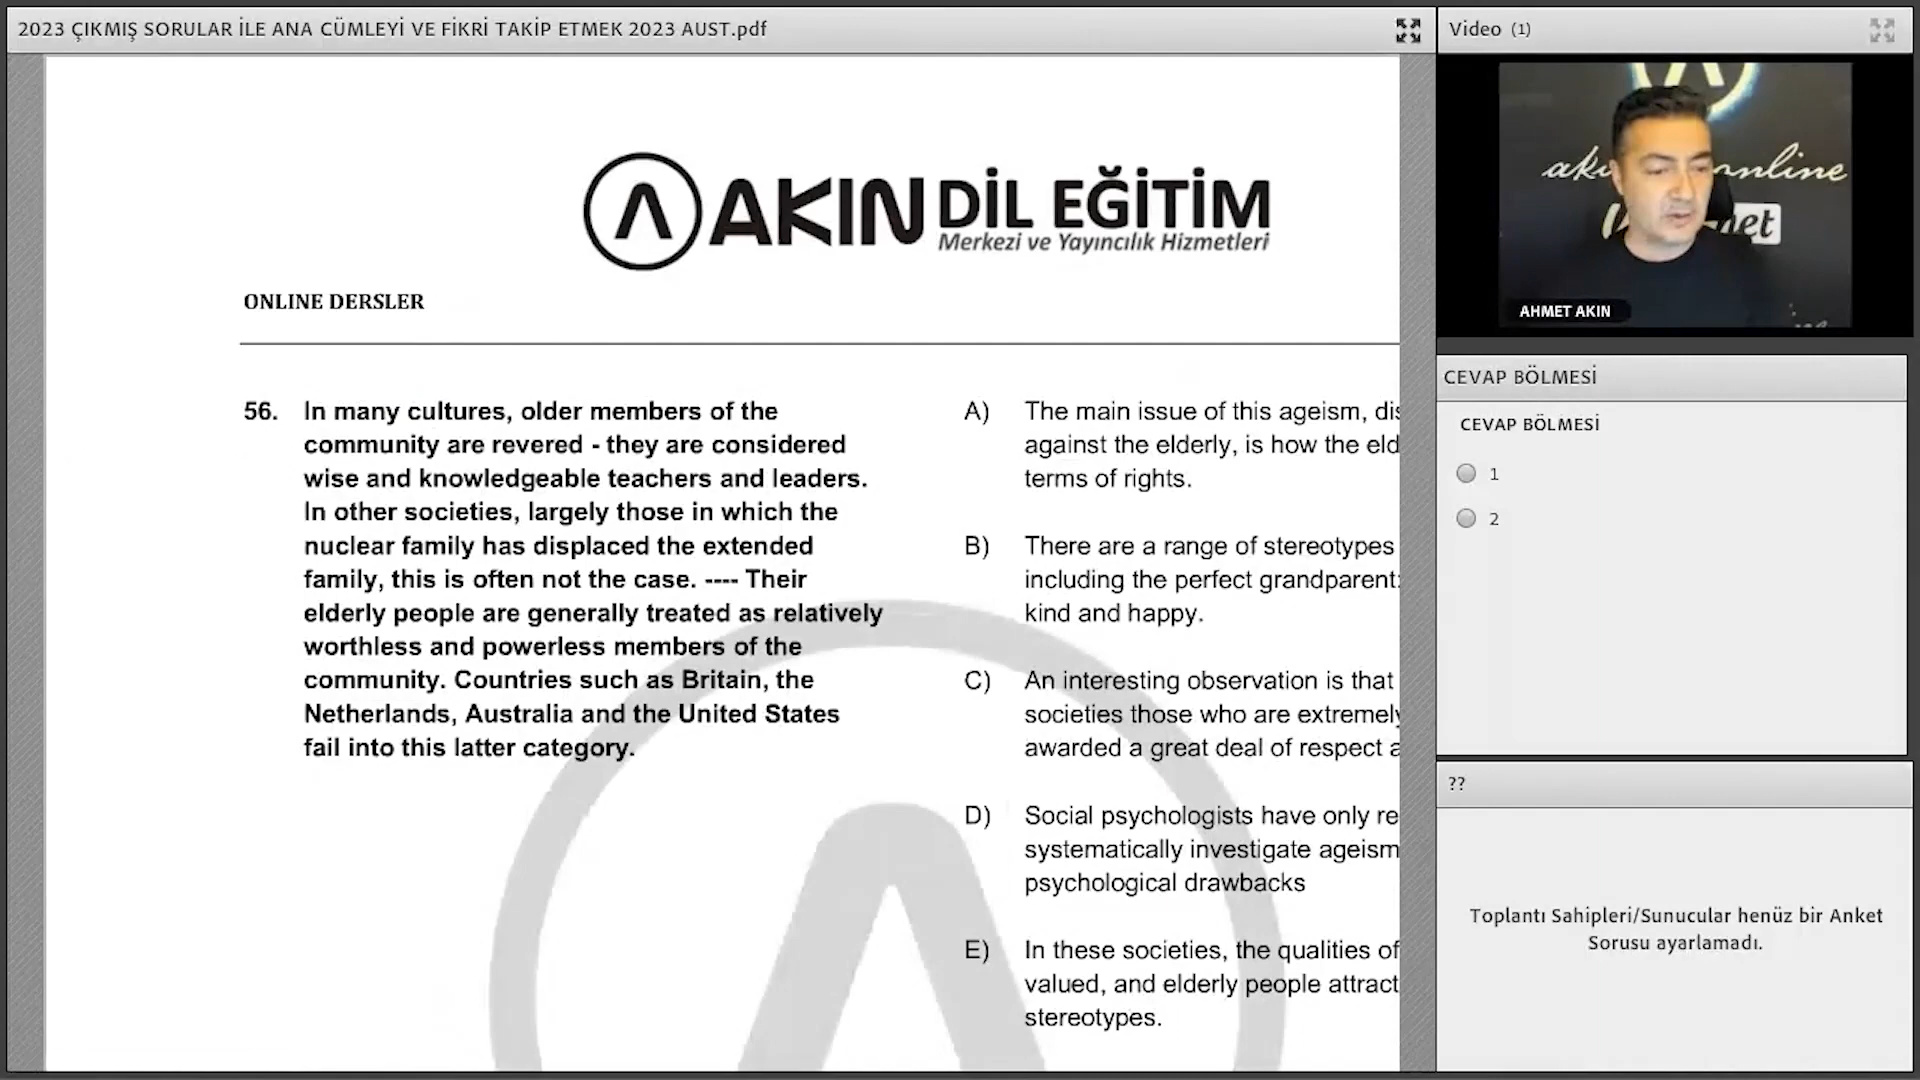 2023 ÇIKMIŞ SORULAR İLE ANA CÜMLEYİ VE FİKRİ TAKİP ETMEK 2023 AUST.pdf
AKIN DİL EĞİTİM
Merkezi ve Yayıncılık Hizmetleri
ONLINE DERSLER
56. In many cultures, older members of the
community are revered - they are considered
wise and knowledgeable teachers and leaders.
In other societies, largely those in which the
nuclear family has displaced the extended
family, this is often not the case. ---- Their
elderly people are generally treated as relatively
worthless and powerless members of the
community. Countries such as Britain, the
Netherlands, Australia and the United States
fail into this latter category.
A) The main issue of this ageism,
against the elderly, is how the
terms of rights.
B) There are a range of stereotypes
including the perfect grandparent:
kind and happy.
C) An interesting observation is that
societies those who are extremely
awarded a great deal of respect
D) Social psychologists have only
systematically investigate ageism
psychological drawbacks
E) In these societies, the qualities of
valued, and elderly people attract
stereotypes.
Video (1)
AHMET AKIN
CEVAP BÖLMESİ
CEVAP BÖLMESİ
1
2
??
Toplantı Sahipleri/Sunucular henüz bir Anket
Sorusu ayarlamadı.